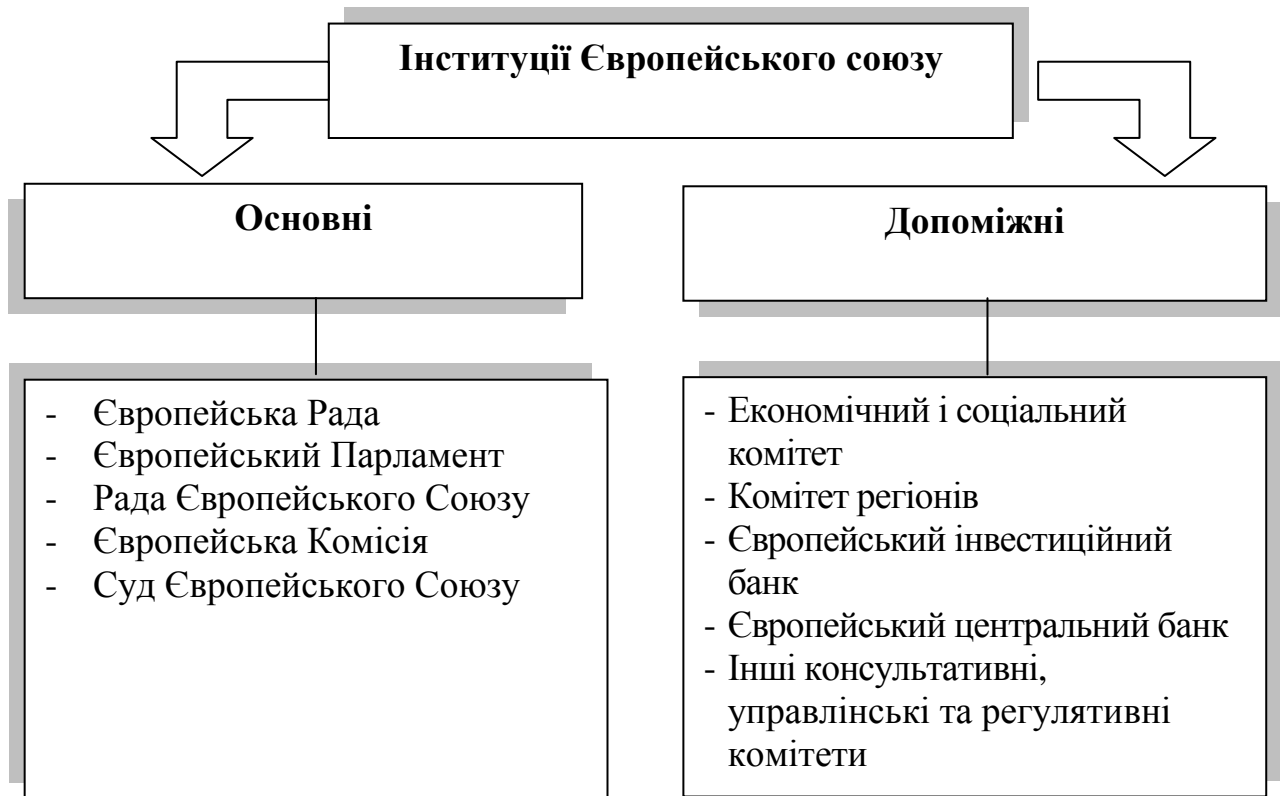 Інституції Європейського союзу
Основні
Допоміжні
- Європейська Рада
- Європейський Парламент
- Рада Європейського Союзу
- Європейська Комісія
- Суд Європейського Союзу
- Економічний і соціальний
комітет
- Комітет регіонів
- Європейський інвестиційний
банк
- Європейський центральний банк
- Інші консультативні,
управлінські та регулятивні
комітети